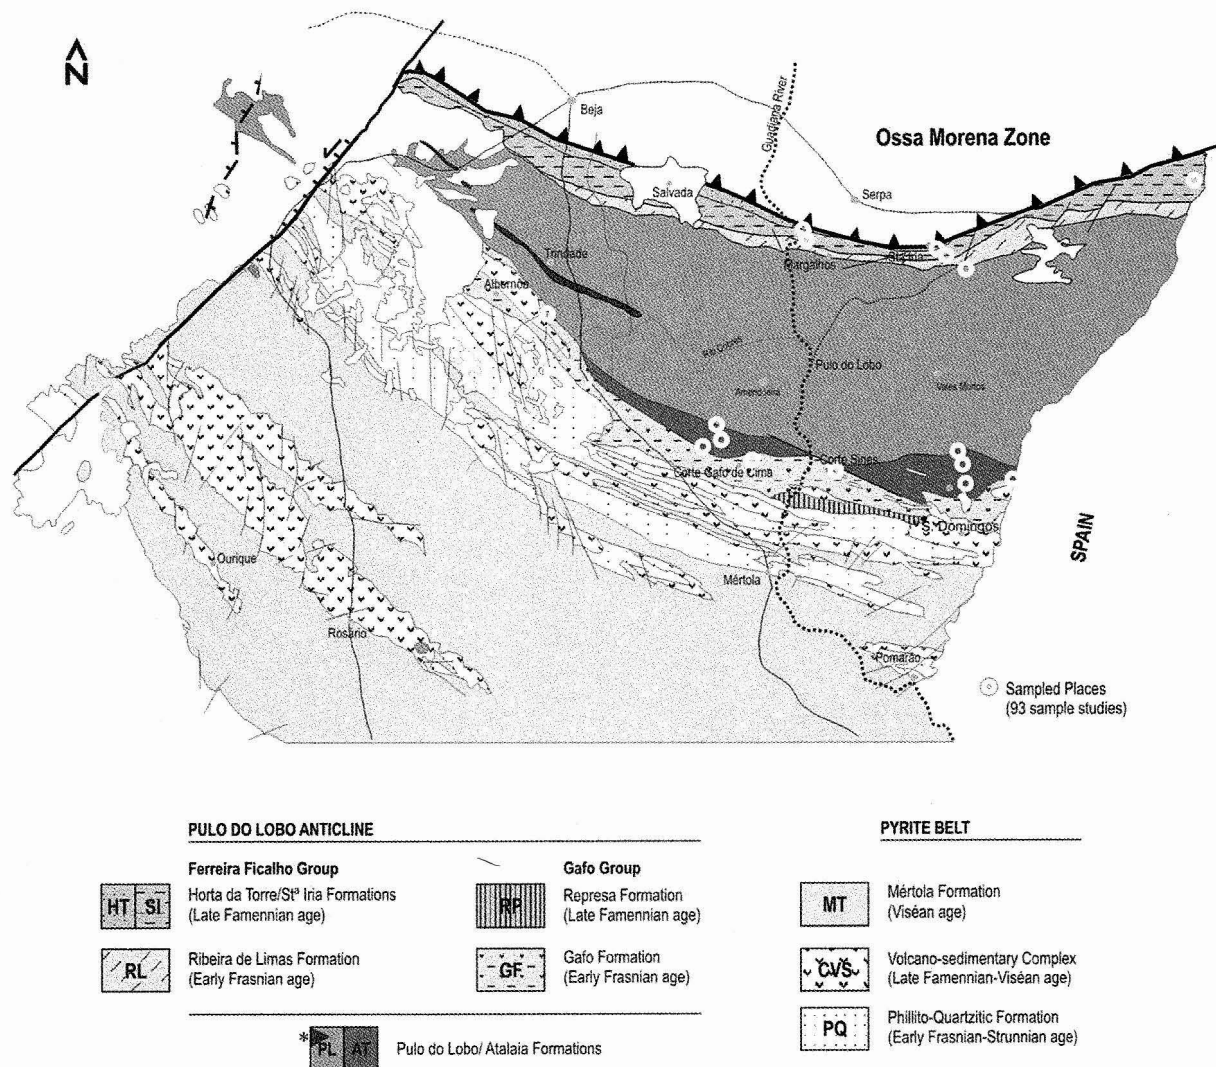 N
Beja
Guadiana River
Ossa Morena Zone
Salvada
Serpa
Trindade
Albernôa
Pulo do Lobo
Vales Mortos
Corte Sines
Corte Gafo de Cima
S. Domingos
SPAIN
Ourique
Mértola
Rosário
Pomarão
Sampled Places
(93 sample studies)
PULO DO LOBO ANTICLINE
PYRITE BELT
Ferreira Ficalho Group
Gafo Group
HT SI
Horta da Torre/Stª Iria Formations
(Late Famennian age)
RP
Represa Formation
(Late Famennian age)
MT
Mértola Formation
(Viséan age)
RL
Ribeira de Limas Formation
(Early Frasnian age)
GF
Gafo Formation
(Early Frasnian age)
CVS
Volcano-sedimentary Complex
(Late Famennian-Viséan age)
PQ
Phillito-Quartzitic Formation
(Early Frasnian-Strunnian age)
* PL AT
Pulo do Lobo/ Atalaia Formations